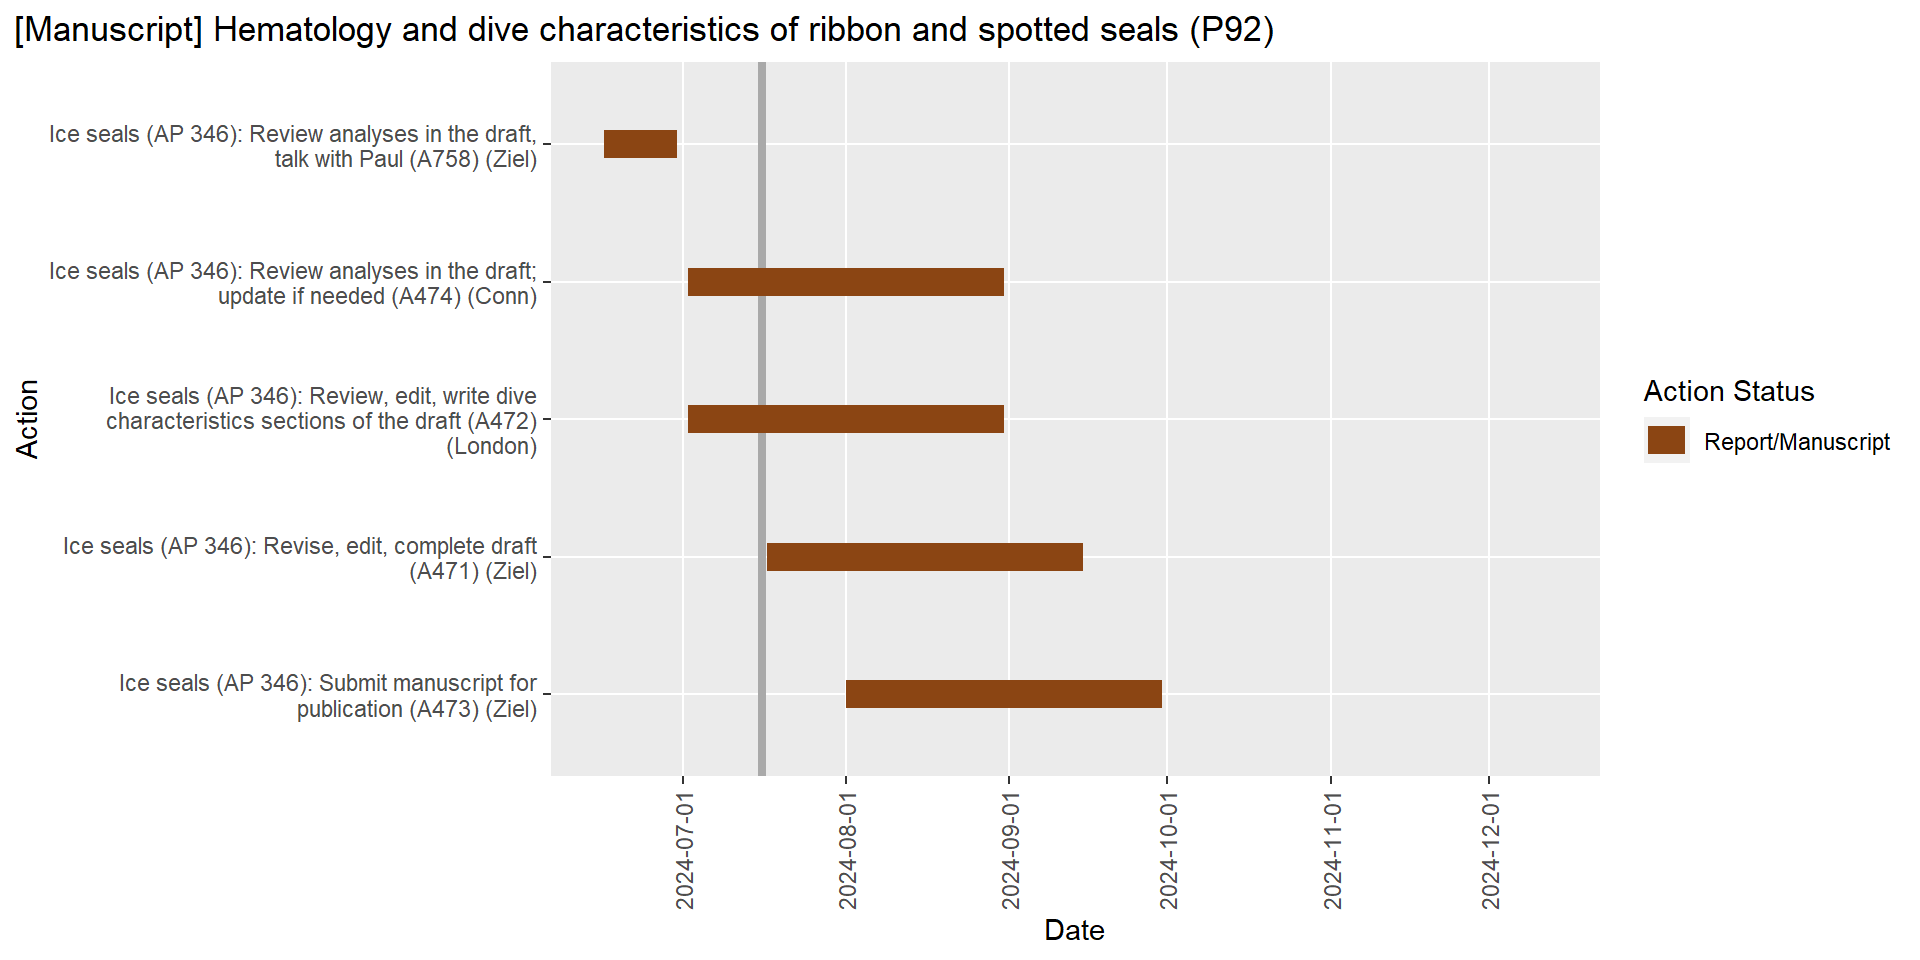 [Manuscript] Hematology and dive characteristics of ribbon and spotted seals (P92)
Ice seals (AP 346): Review analyses in the draft,
talk with Paul (A758) (Ziel)
Ice seals (AP 346): Review analyses in the draft;
update if needed (A474) (Conn)
Ice seals (AP 346): Review, edit, write dive
characteristics sections of the draft (A472)
(London)
Ice seals (AP 346): Revise, edit, complete draft
(A471) (Ziel)
Ice seals (AP 346): Submit manuscript for
publication (A473) (Ziel)
Action
2024-07-01
2024-08-01
2024-09-01
2024-10-01
2024-11-01
2024-12-01
Date
Action Status
Report/Manuscript